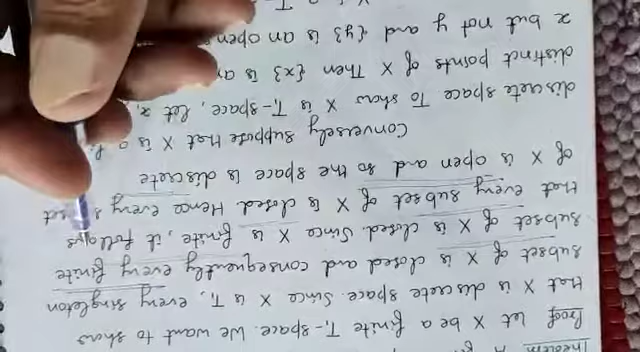 Theorem A
Proof Let X be a finite T₁-space. We want to show
that X is discrete space. Since X is T₁, every singleton
subset of X is closed and consequently every finite
subset of X is closed. Since X is finite, it follows
that every subset of X is closed. Hence every subset
of X is open and so the space is discrete
Conversely suppose that X is a
discrete space To show X is T₁-space, let x,
distinct points of X Then {x} is an
x but not y and {y} is an open